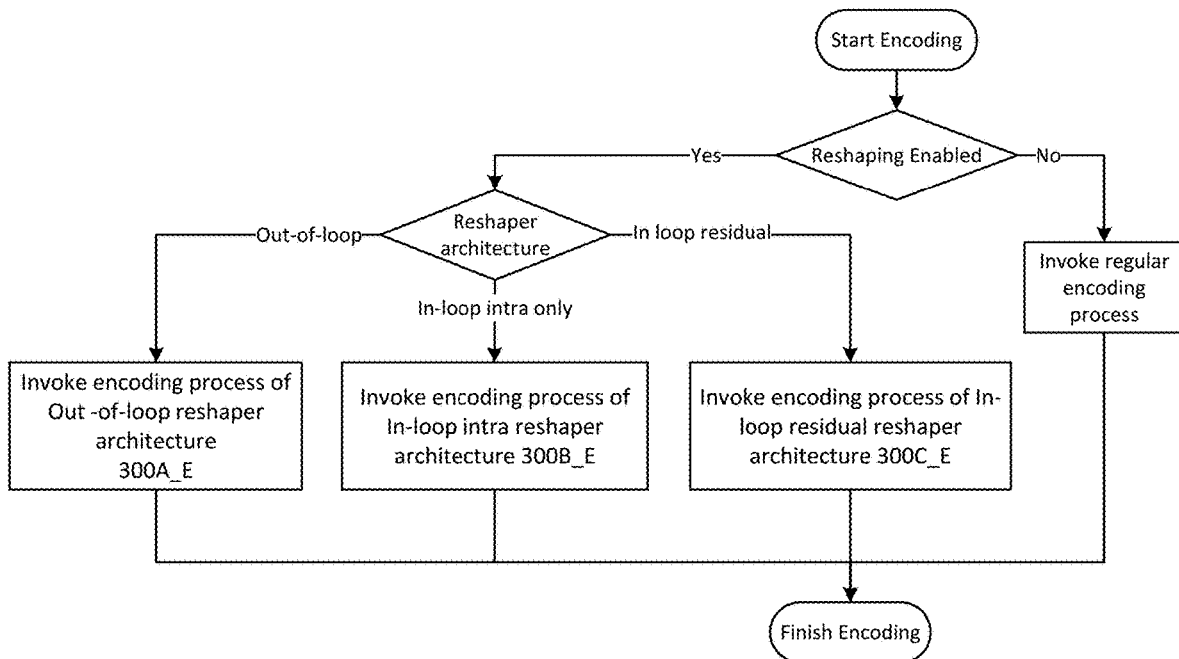 Start Encoding
Reshaping Enabled
Yes
No
Reshaper
architecture
Out-of-loop
In loop residual
In-loop intra only
Invoke regular
encoding
process
Invoke encoding process of
Out -of-loop reshaper
architecture
300A_E
Invoke encoding process of
In-loop intra reshaper
architecture 300B_E
Invoke encoding process of In-
loop residual reshaper
architecture 300C_E
Finish Encoding